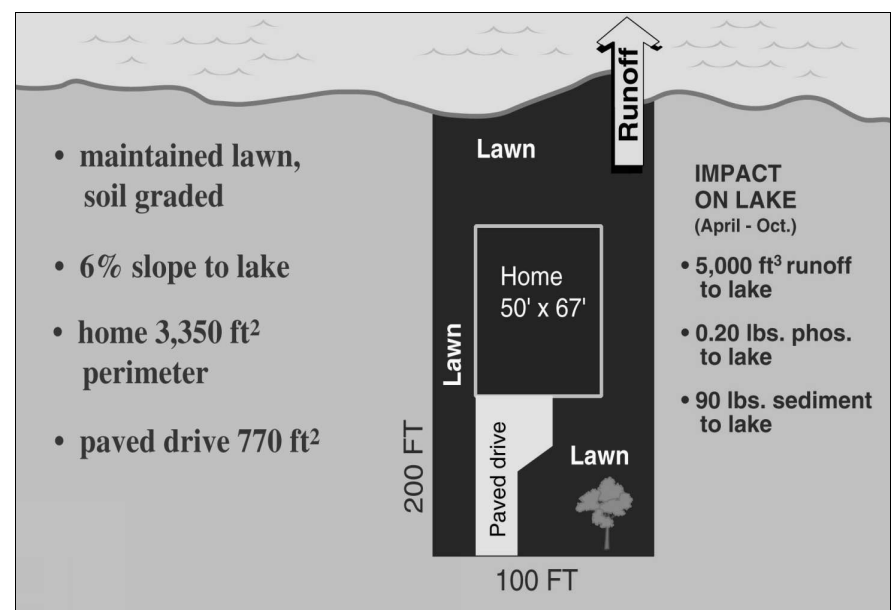 Runoff
• maintained lawn,
soil graded
• 6% slope to lake
• home 3,350 ft²
perimeter
• paved drive 770 ft²
Lawn
Home
50' x 67'
Lawn
Paved drive
Lawn
200 FT
100 FT
IMPACT
ON LAKE
(April - Oct.)
• 5,000 ft³ runoff
to lake
• 0.20 lbs. phos.
to lake
• 90 lbs. sediment
to lake